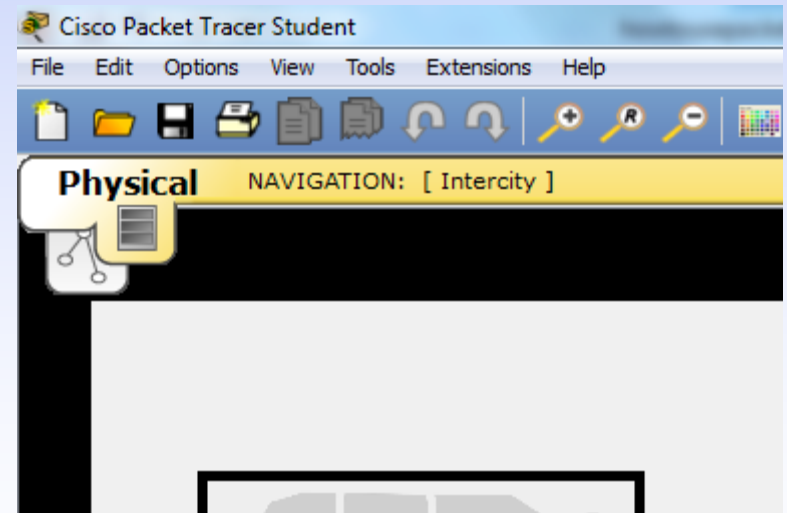 Cisco Packet Tracer Student
File Edit Options View Tools Extensions Help
R
Physical NAVIGATION: [ Intercity ]